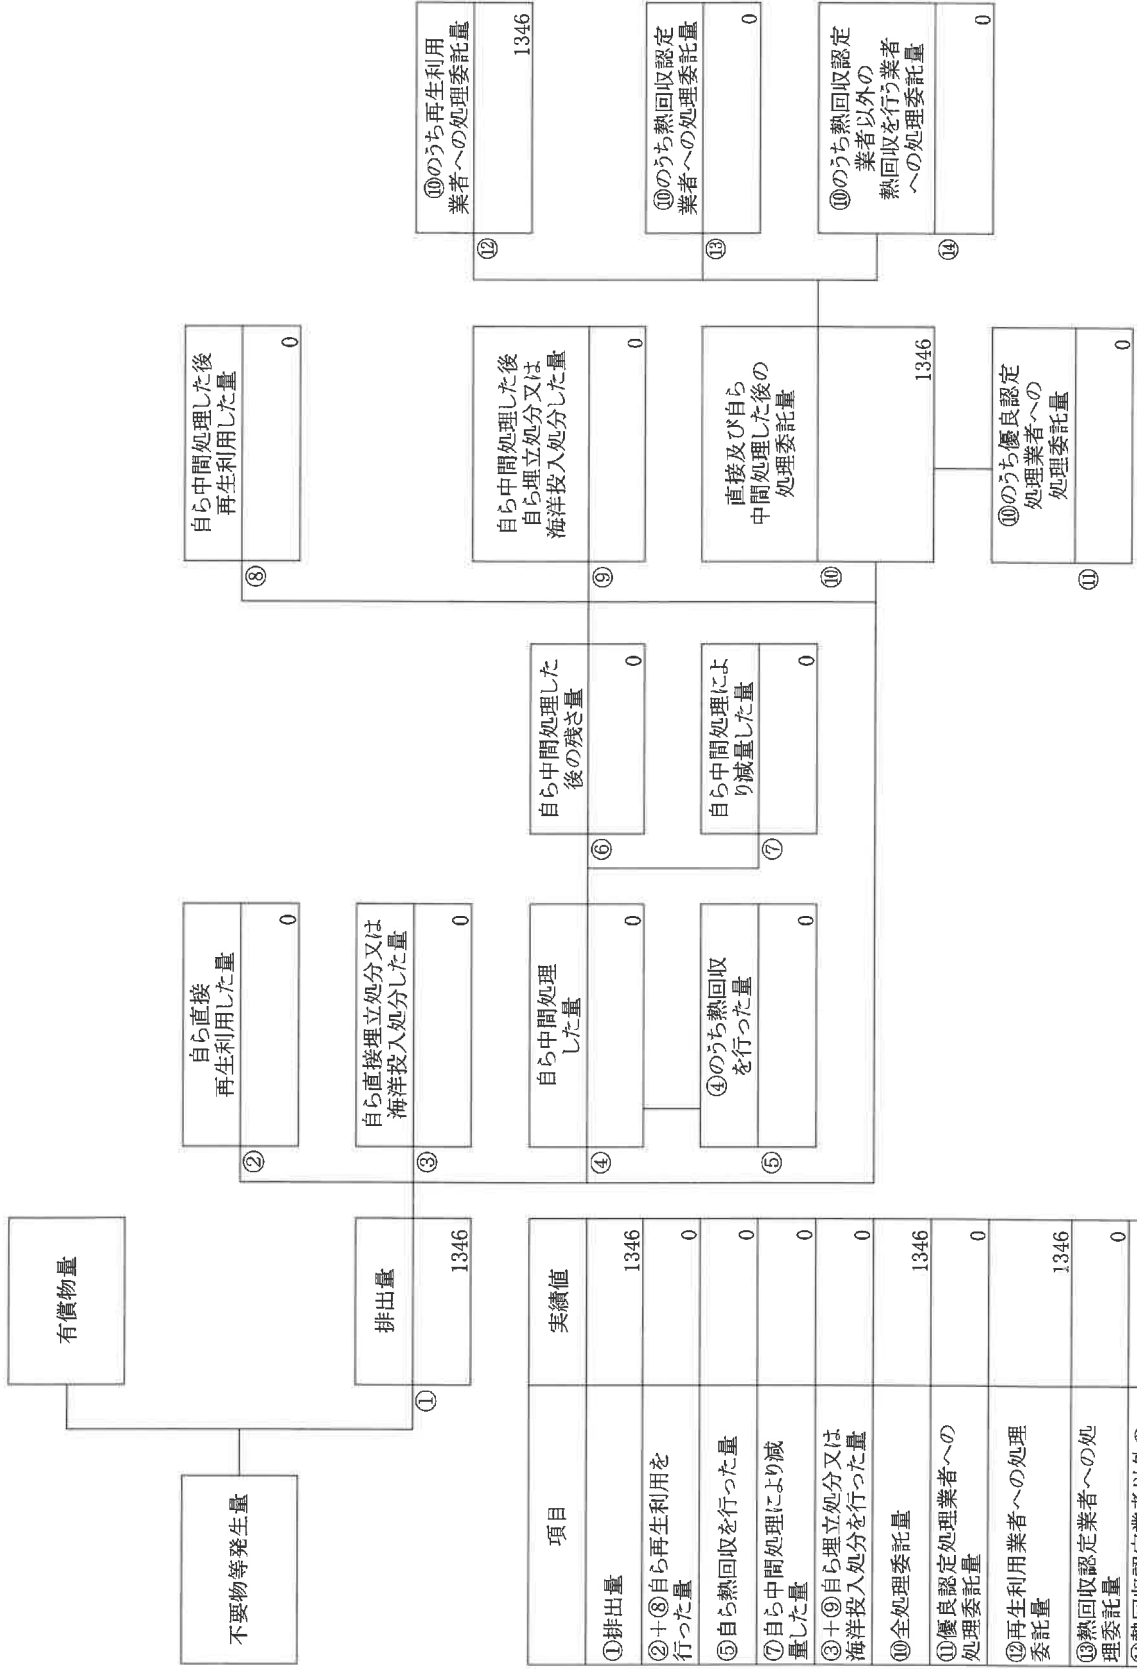 不要物等発生量
有償物量
排出量
①
1346
自ら直接
再生利用した量
②
0
自ら直接埋立処分又は
海洋投入処分した量
③
0
自ら中間処理
した量
④
0
④のうち熱回収
を行った量
⑤
0
自ら中間処理した
後の残さ量
⑥
0
自ら中間処理によ
り減量した量
⑦
0
自ら中間処理した後
再生利用した量
⑧
0
自ら中間処理した後
自ら埋立処分又は
海洋投入処分した量
⑨
0
直接及び自ら
中間処理した後の
処理委託量
⑩
1346
⑩のうち優良認定
処理業者への
処理委託量
⑪
0
⑩のうち再生利用
業者への処理委託量
⑫
1346
⑩のうち熱回収認定
業者への処理委託量
⑬
0
⑩のうち熱回収認定
業者以外の
熱回収を行う業者
への処理委託量
⑭
0
項目 実績値
①排出量 1346
②+⑧自ら再生利用を
行った量 0
⑤自ら熱回収を行った量 0
⑦自ら中間処理により減
量した量 0
③+⑨自ら埋立処分又は
海洋投入処分を行った量 0
⑩全処理委託量 1346
⑪優良認定処理業者への
処理委託量 0
⑫再生利用業者への処理
委託量 1346
⑬熱回収認定業者への処
理委託量 0